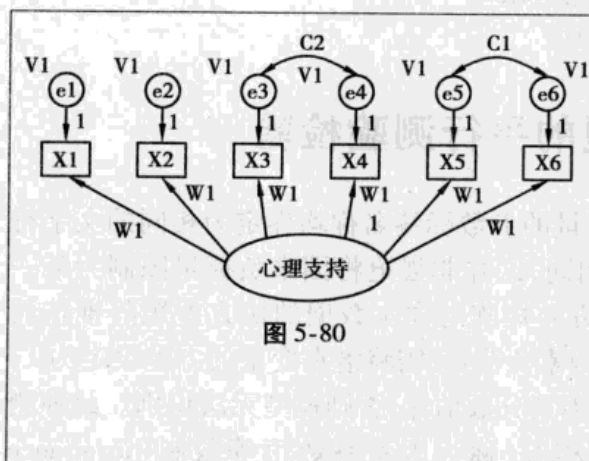 C2 C1
V1 V1 V1 V1 V1 V1
e1 e2 e3 e4 e5 e6
1 1 1 1 1 1
X1 X2 X3 X4 X5 X6
W1 W1 W1 W1 W1 W1
1
心理支持
图 5-80